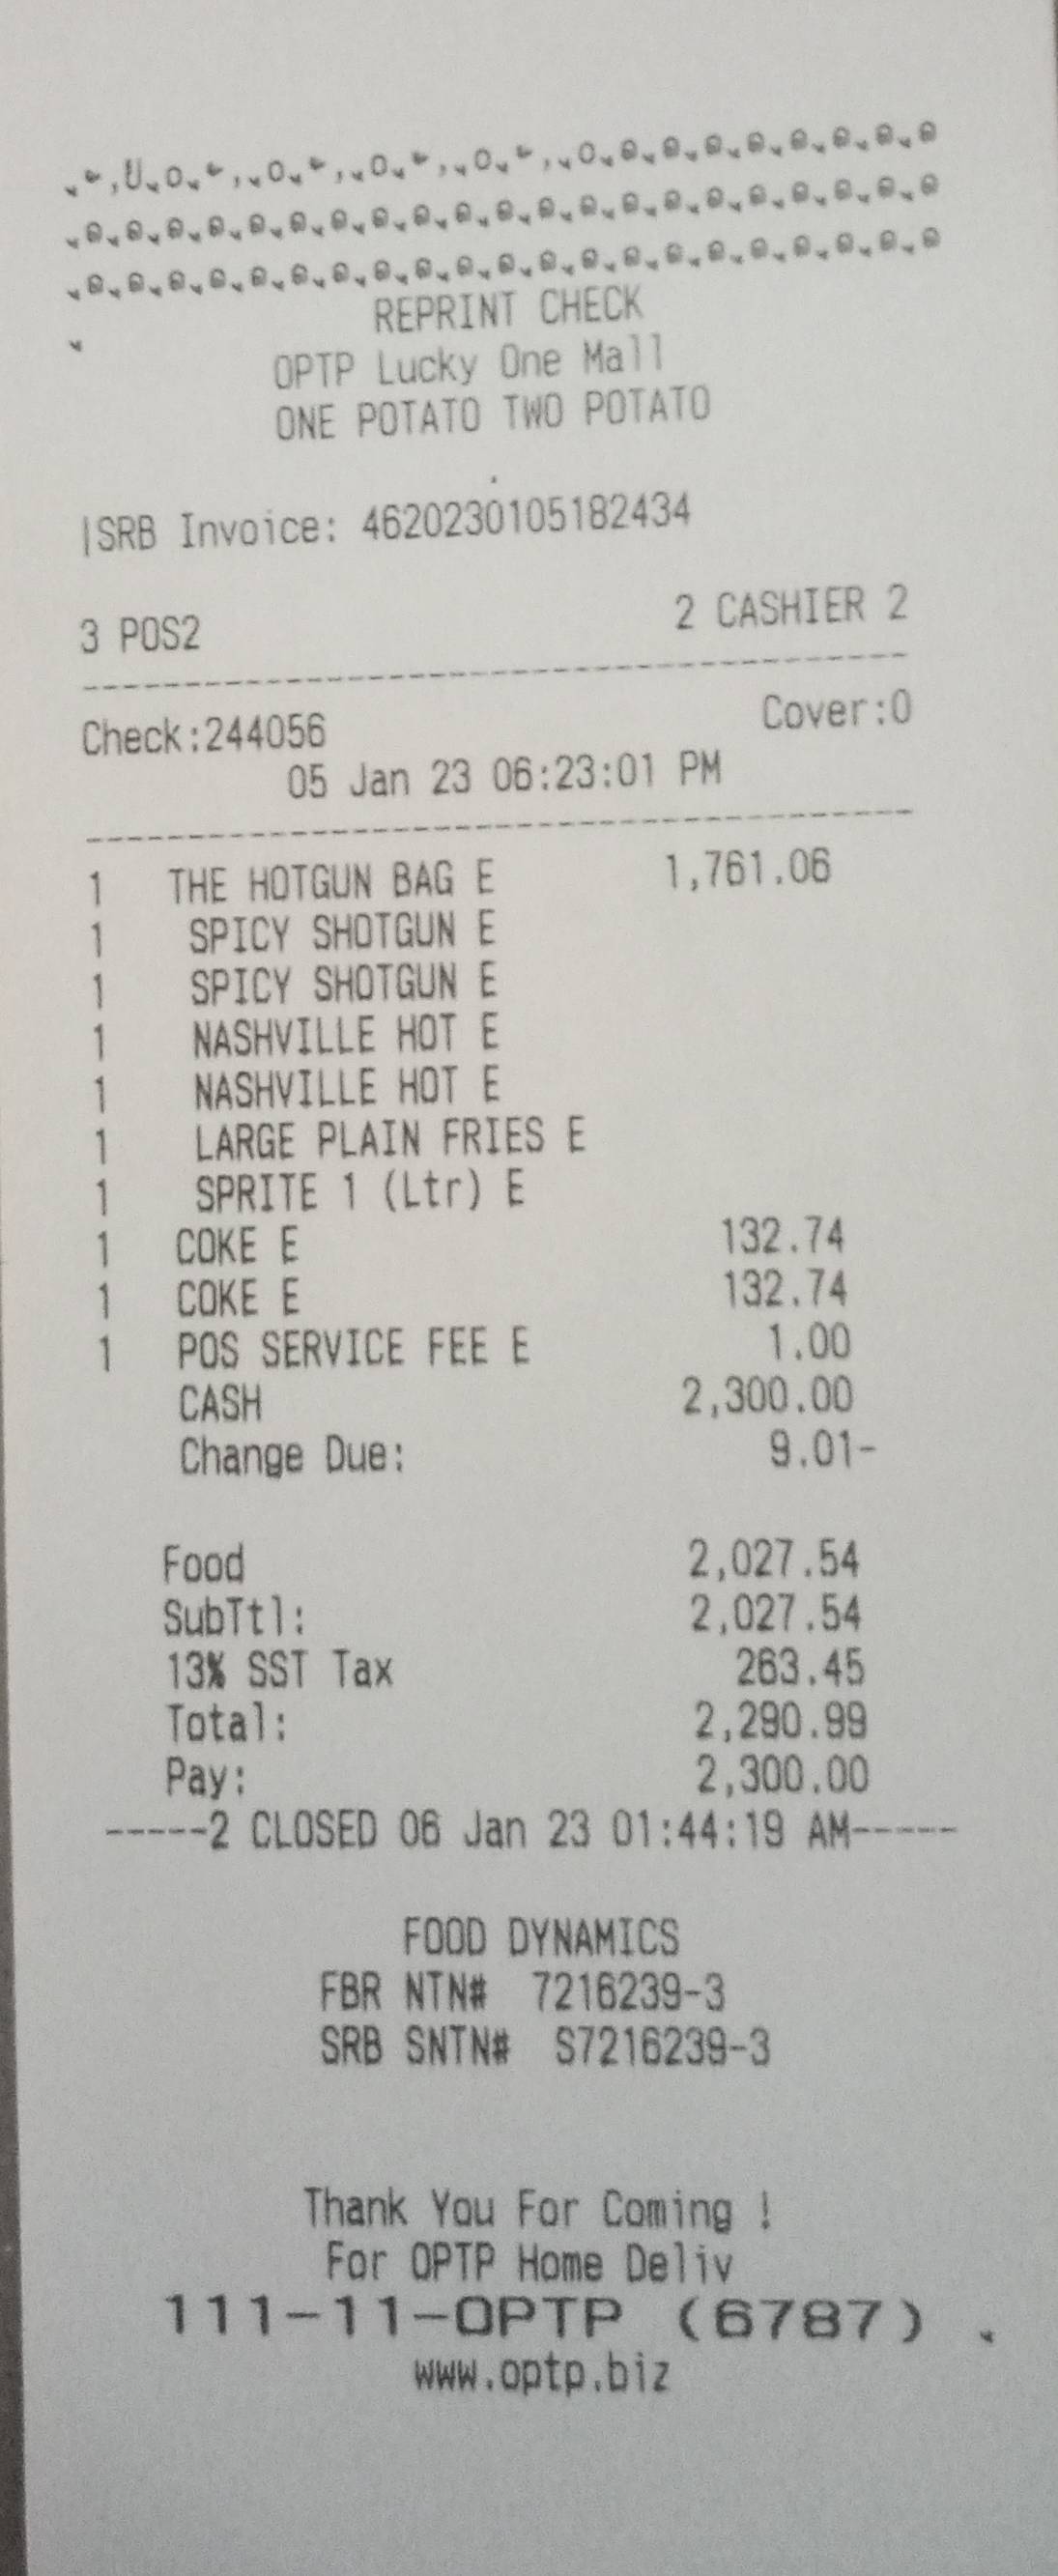 REPRINT CHECK
OPTP Lucky One Mall
ONE POTATO TWO POTATO
|SRB Invoice: 4620230105182434
3 POS2 2 CASHIER 2
Check:244056 Cover:0
05 Jan 23 06:23:01 PM
1 THE HOTGUN BAG E 1,761.06
1 SPICY SHOTGUN E
1 SPICY SHOTGUN E
1 NASHVILLE HOT E
1 NASHVILLE HOT E
1 LARGE PLAIN FRIES E
1 SPRITE 1 (Ltr) E
1 COKE E 132.74
1 COKE E 132.74
1 POS SERVICE FEE E 1.00
CASH 2,300.00
Change Due: 9.01-
Food 2,027.54
SubTtl: 2,027.54
13% SST Tax 263.45
Total: 2,290.99
Pay: 2,300.00
-----2 CLOSED 06 Jan 23 01:44:19 AM-----
FOOD DYNAMICS
FBR NTN# 7216239-3
SRB SNTN# S7216239-3
Thank You For Coming !
For OPTP Home Deliv
111-11-OPTP (6787) .
www.optp.biz